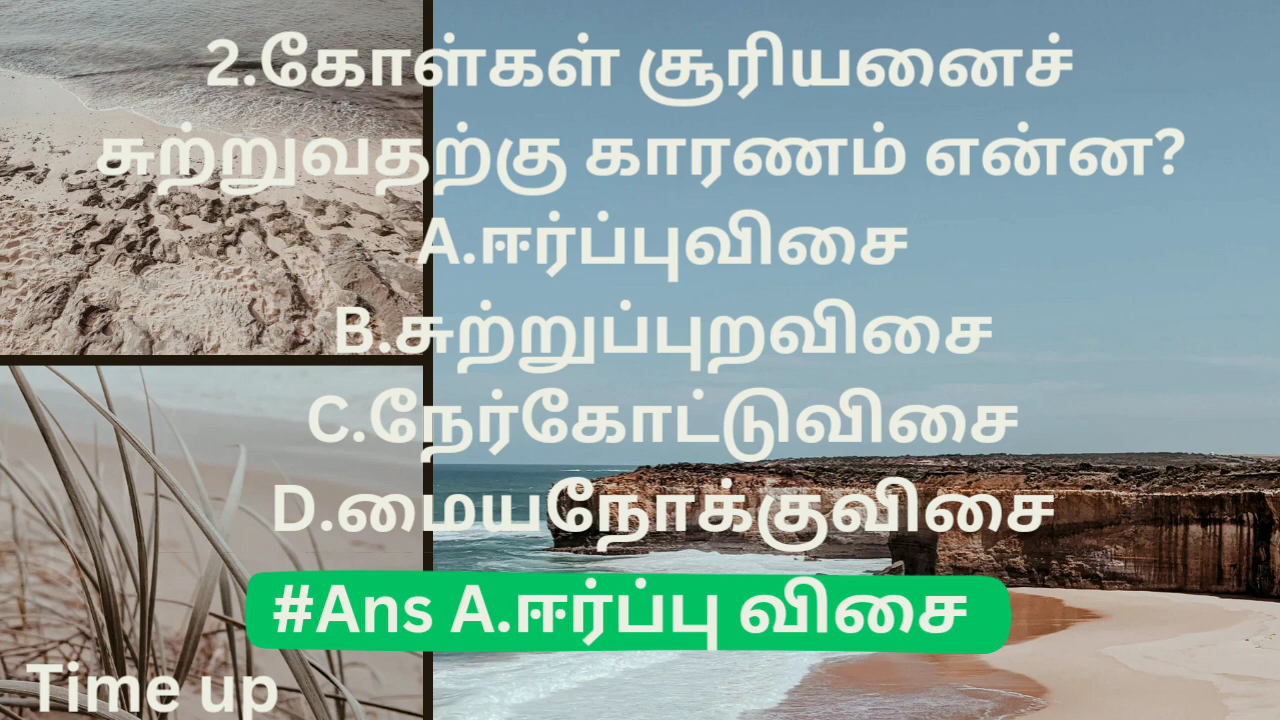 2.கோள்கள் சூரியனைச்
சுற்றுவதற்கு காரணம் என்ன?
A.ஈர்ப்புவிசை
B.சுற்றுப்புறவிசை
C.நேர்கோட்டுவிசை
D.மையநோக்குவிசை
#Ans A.ஈர்ப்பு விசை
Time up